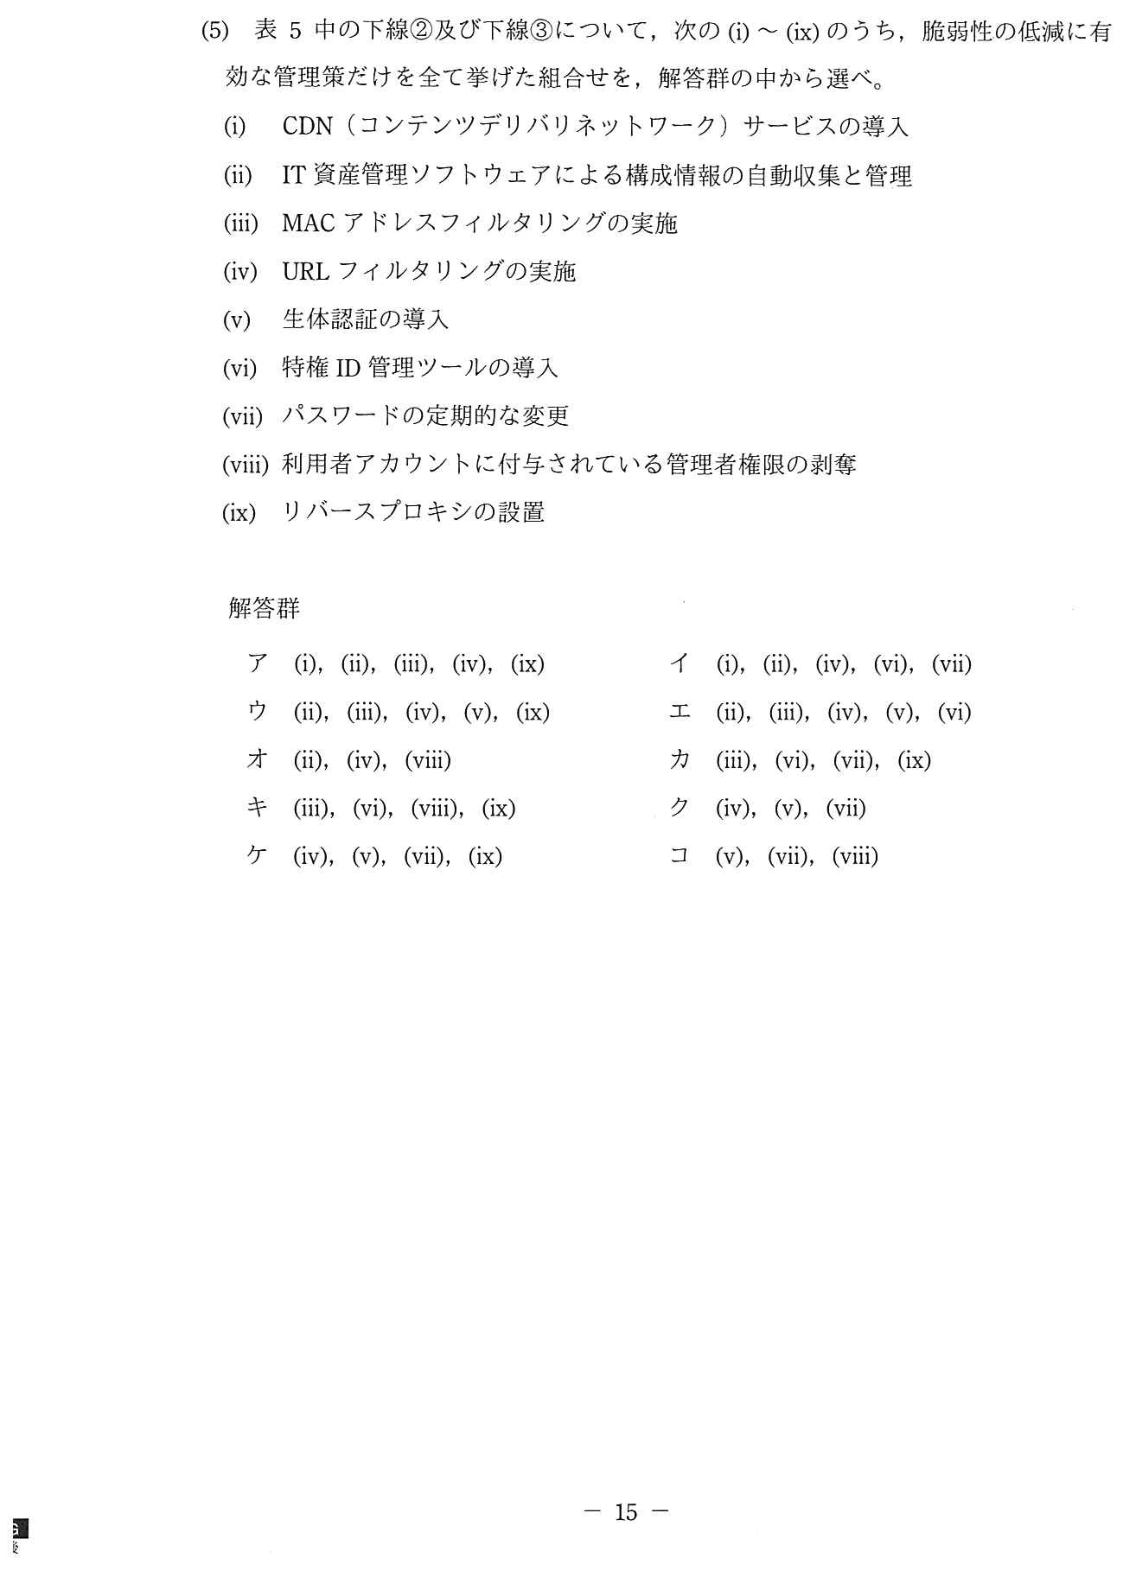 (5) 表 5 中の下線②及び下線③について，次の (i) ～ (ix) のうち，脆弱性の低減に有
効な管理策だけを全て挙げた組合せを，解答群の中から選べ。
(i) CDN（コンテンツデリバリネットワーク）サービスの導入
(ii) IT 資産管理ソフトウェアによる構成情報の自動収集と管理
(iii) MAC アドレスフィルタリングの実施
(iv) URL フィルタリングの実施
(v) 生体認証の導入
(vi) 特権 ID 管理ツールの導入
(vii) パスワードの定期的な変更
(viii) 利用者アカウントに付与されている管理者権限の剥奪
(ix) リバースプロキシの設置
解答群
ア (i)，(ii)，(iii)，(iv)，(ix) イ (i)，(ii)，(iv)，(vi)，(vii)
ウ (ii)，(iii)，(iv)，(v)，(ix) エ (ii)，(iii)，(iv)，(v)，(vi)
オ (ii)，(iv)，(viii) カ (iii)，(vi)，(vii)，(ix)
キ (iii)，(vi)，(viii)，(ix) ク (iv)，(v)，(vii)
ケ (iv)，(v)，(vii)，(ix) コ (v)，(vii)，(viii)
－ 15 －